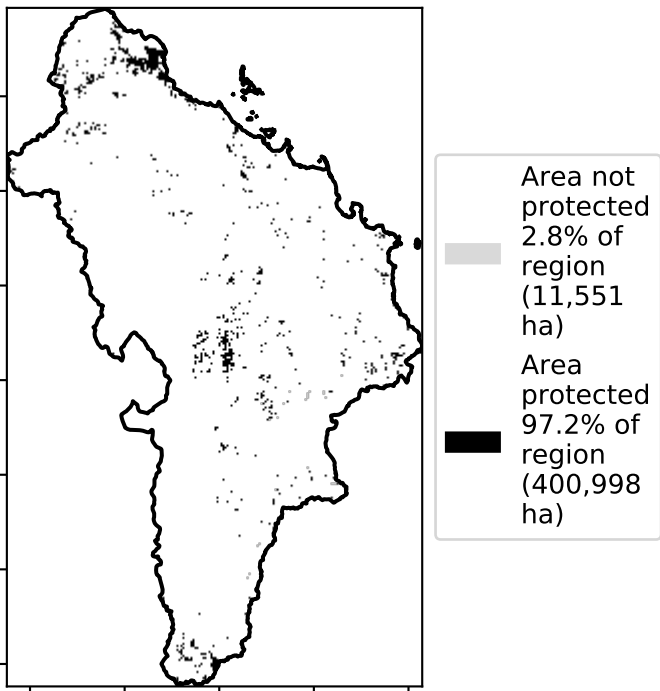 Area not
protected
2.8% of
region
(11,551
ha)
Area
protected
97.2% of
region
(400,998
ha)